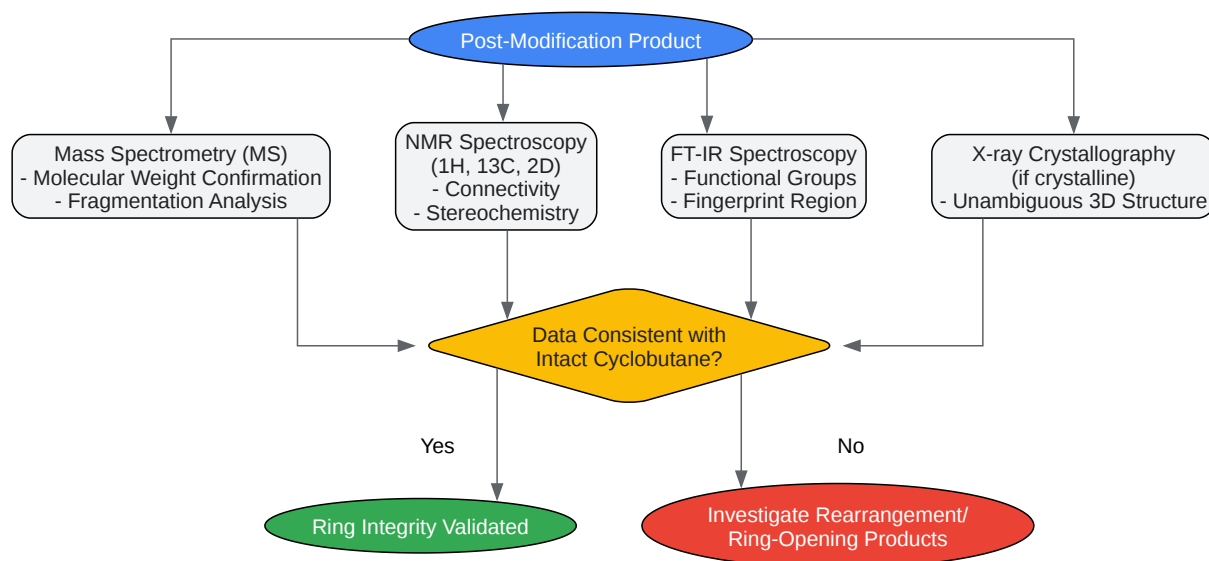 Post-Modification Product
Mass Spectrometry (MS)
- Molecular Weight Confirmation
- Fragmentation Analysis
NMR Spectroscopy
(1H, 13C, 2D)
- Connectivity
- Stereochemistry
FT-IR Spectroscopy
- Functional Groups
- Fingerprint Region
X-ray Crystallography
(if crystalline)
- Unambiguous 3D Structure
Data Consistent with
Intact Cyclobutane?
Yes
No
Ring Integrity Validated
Investigate Rearrangement/
Ring-Opening Products